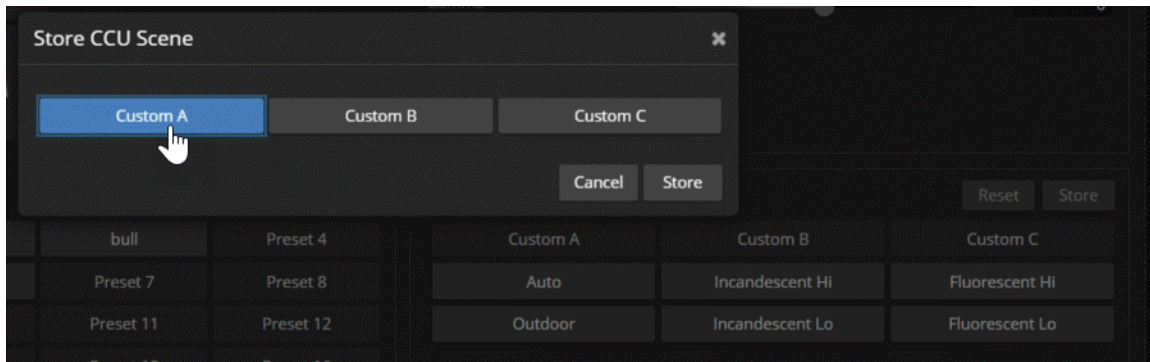 Store CCU Scene ×
Custom A Custom B Custom C
Cancel Store
Reset Store
bull Preset 4 Custom A Custom B Custom C
Preset 7 Preset 8 Auto Incandescent Hi Fluorescent Hi
Preset 11 Preset 12 Outdoor Incandescent Lo Fluorescent Lo